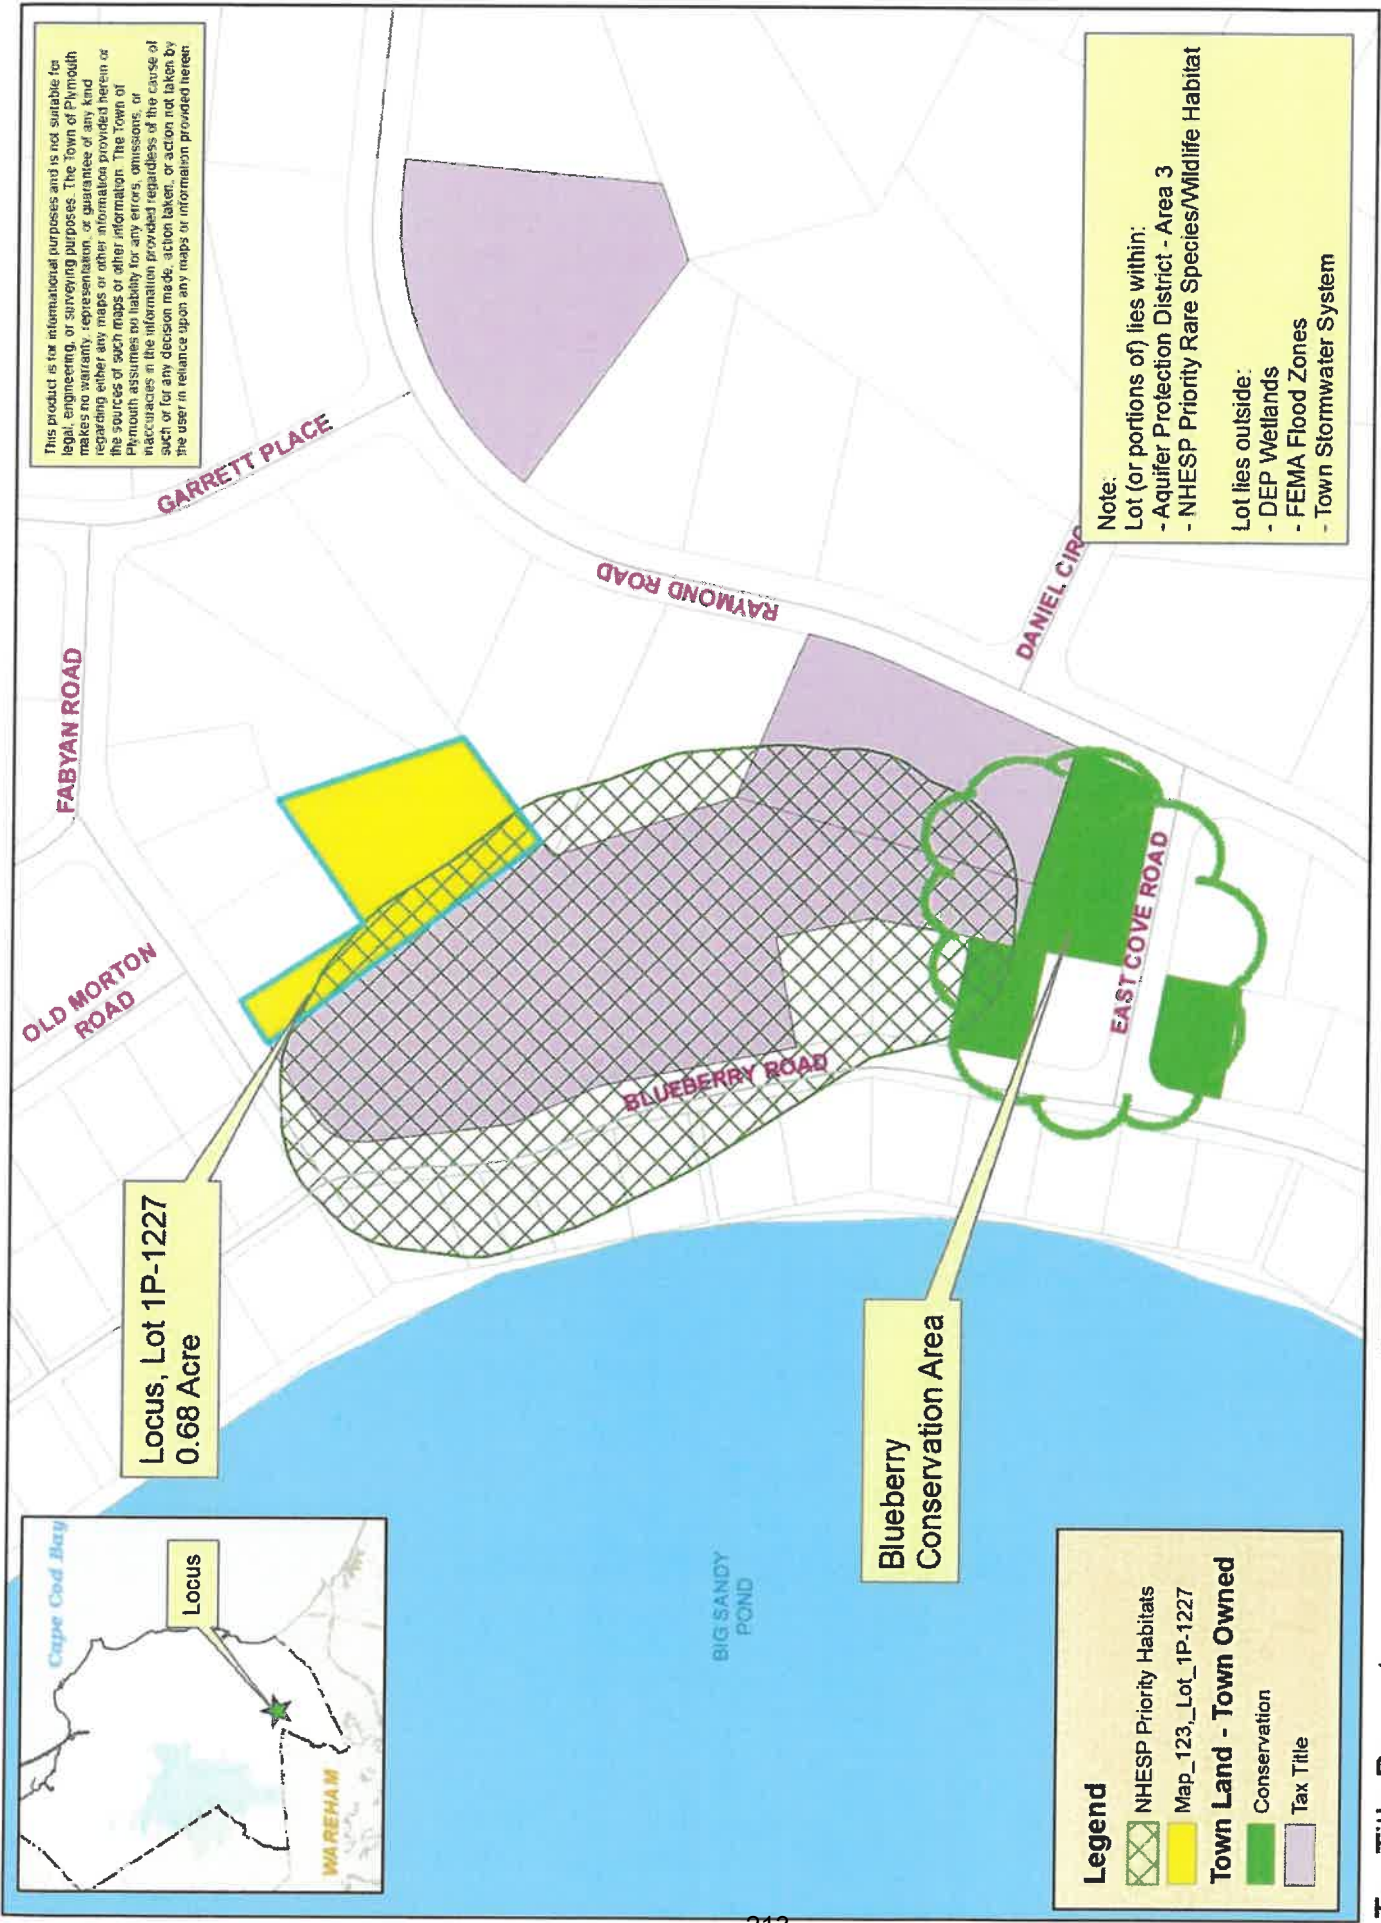 This product is for informational purposes and is not suitable for
legal, engineering, or surveying purposes. The Town of Plymouth
makes no warranty, representation, or guarantee of any kind
regarding either any maps or other information provided herein or
the sources of such maps or other information. The Town of
Plymouth assumes no liability for any errors, omissions, or
inaccuracies in the information provided regardless of the cause of
such or for any decision made, action taken, or action not taken by
the user in reliance upon any maps or information provided herein
Cape Cod Bay
Locus
WAREHAM
Locus, Lot 1P-1227
0.68 Acre
OLD MORTON
ROAD
FABYAN ROAD
GARRETT PLACE
RAYMOND ROAD
BLUEBERRY ROAD
DANIEL CIRC
EAST COVE ROAD
BIG SANDY
POND
Blueberry
Conservation Area
Legend
NHESP Priority Habitats
Map_123,_Lot_1P-1227
Town Land - Town Owned
Conservation
Tax Title
Note:
Lot (or portions of) lies within:
- Aquifer Protection District - Area 3
- NHESP Priority Rare Species/Wildlife Habitat
Lot lies outside:
- DEP Wetlands
- FEMA Flood Zones
- Town Stormwater System